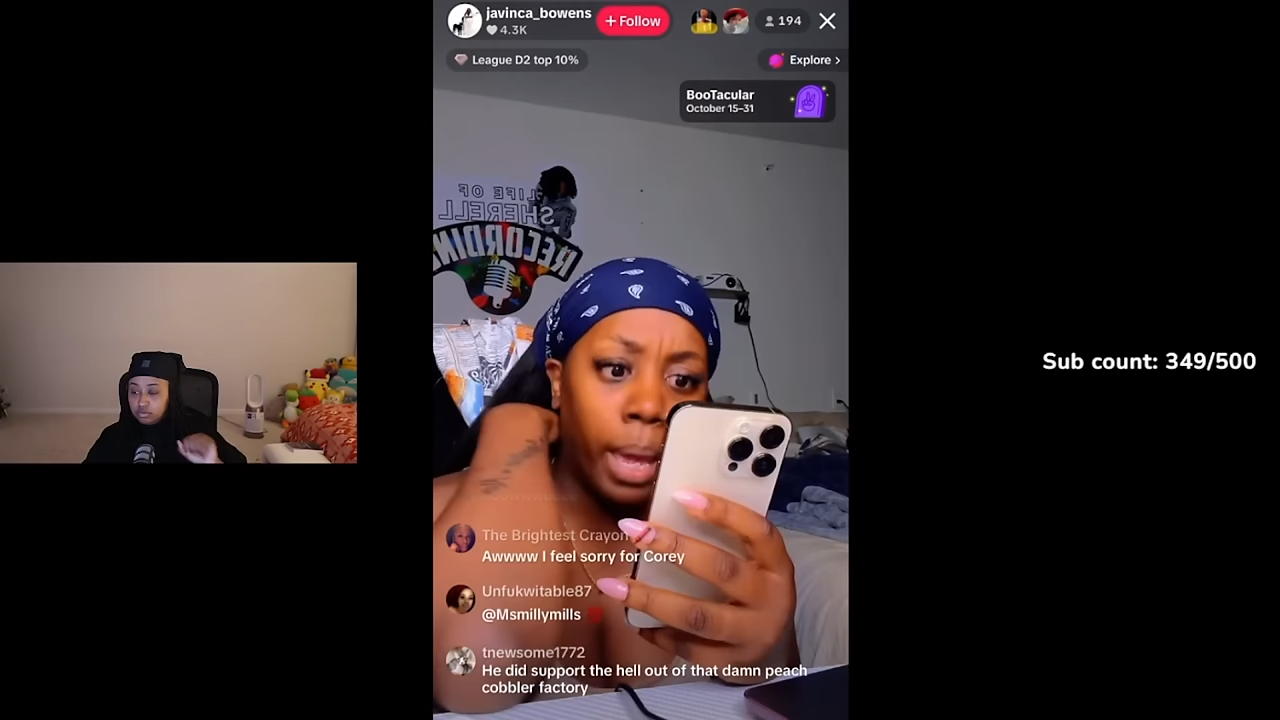 javinca_bowens
4.3K
+ Follow
194
League D2 top 10%
Explore >
BooTacular
October 15-31
LIFE OF
SHERELL
RECORDIN
The Brightest Crayon
Awwww I feel sorry for Corey
Unfukwitable87
@Msmillymills
tnewsome1772
He did support the hell out of that damn peach
cobbler factory
Sub count: 349/500